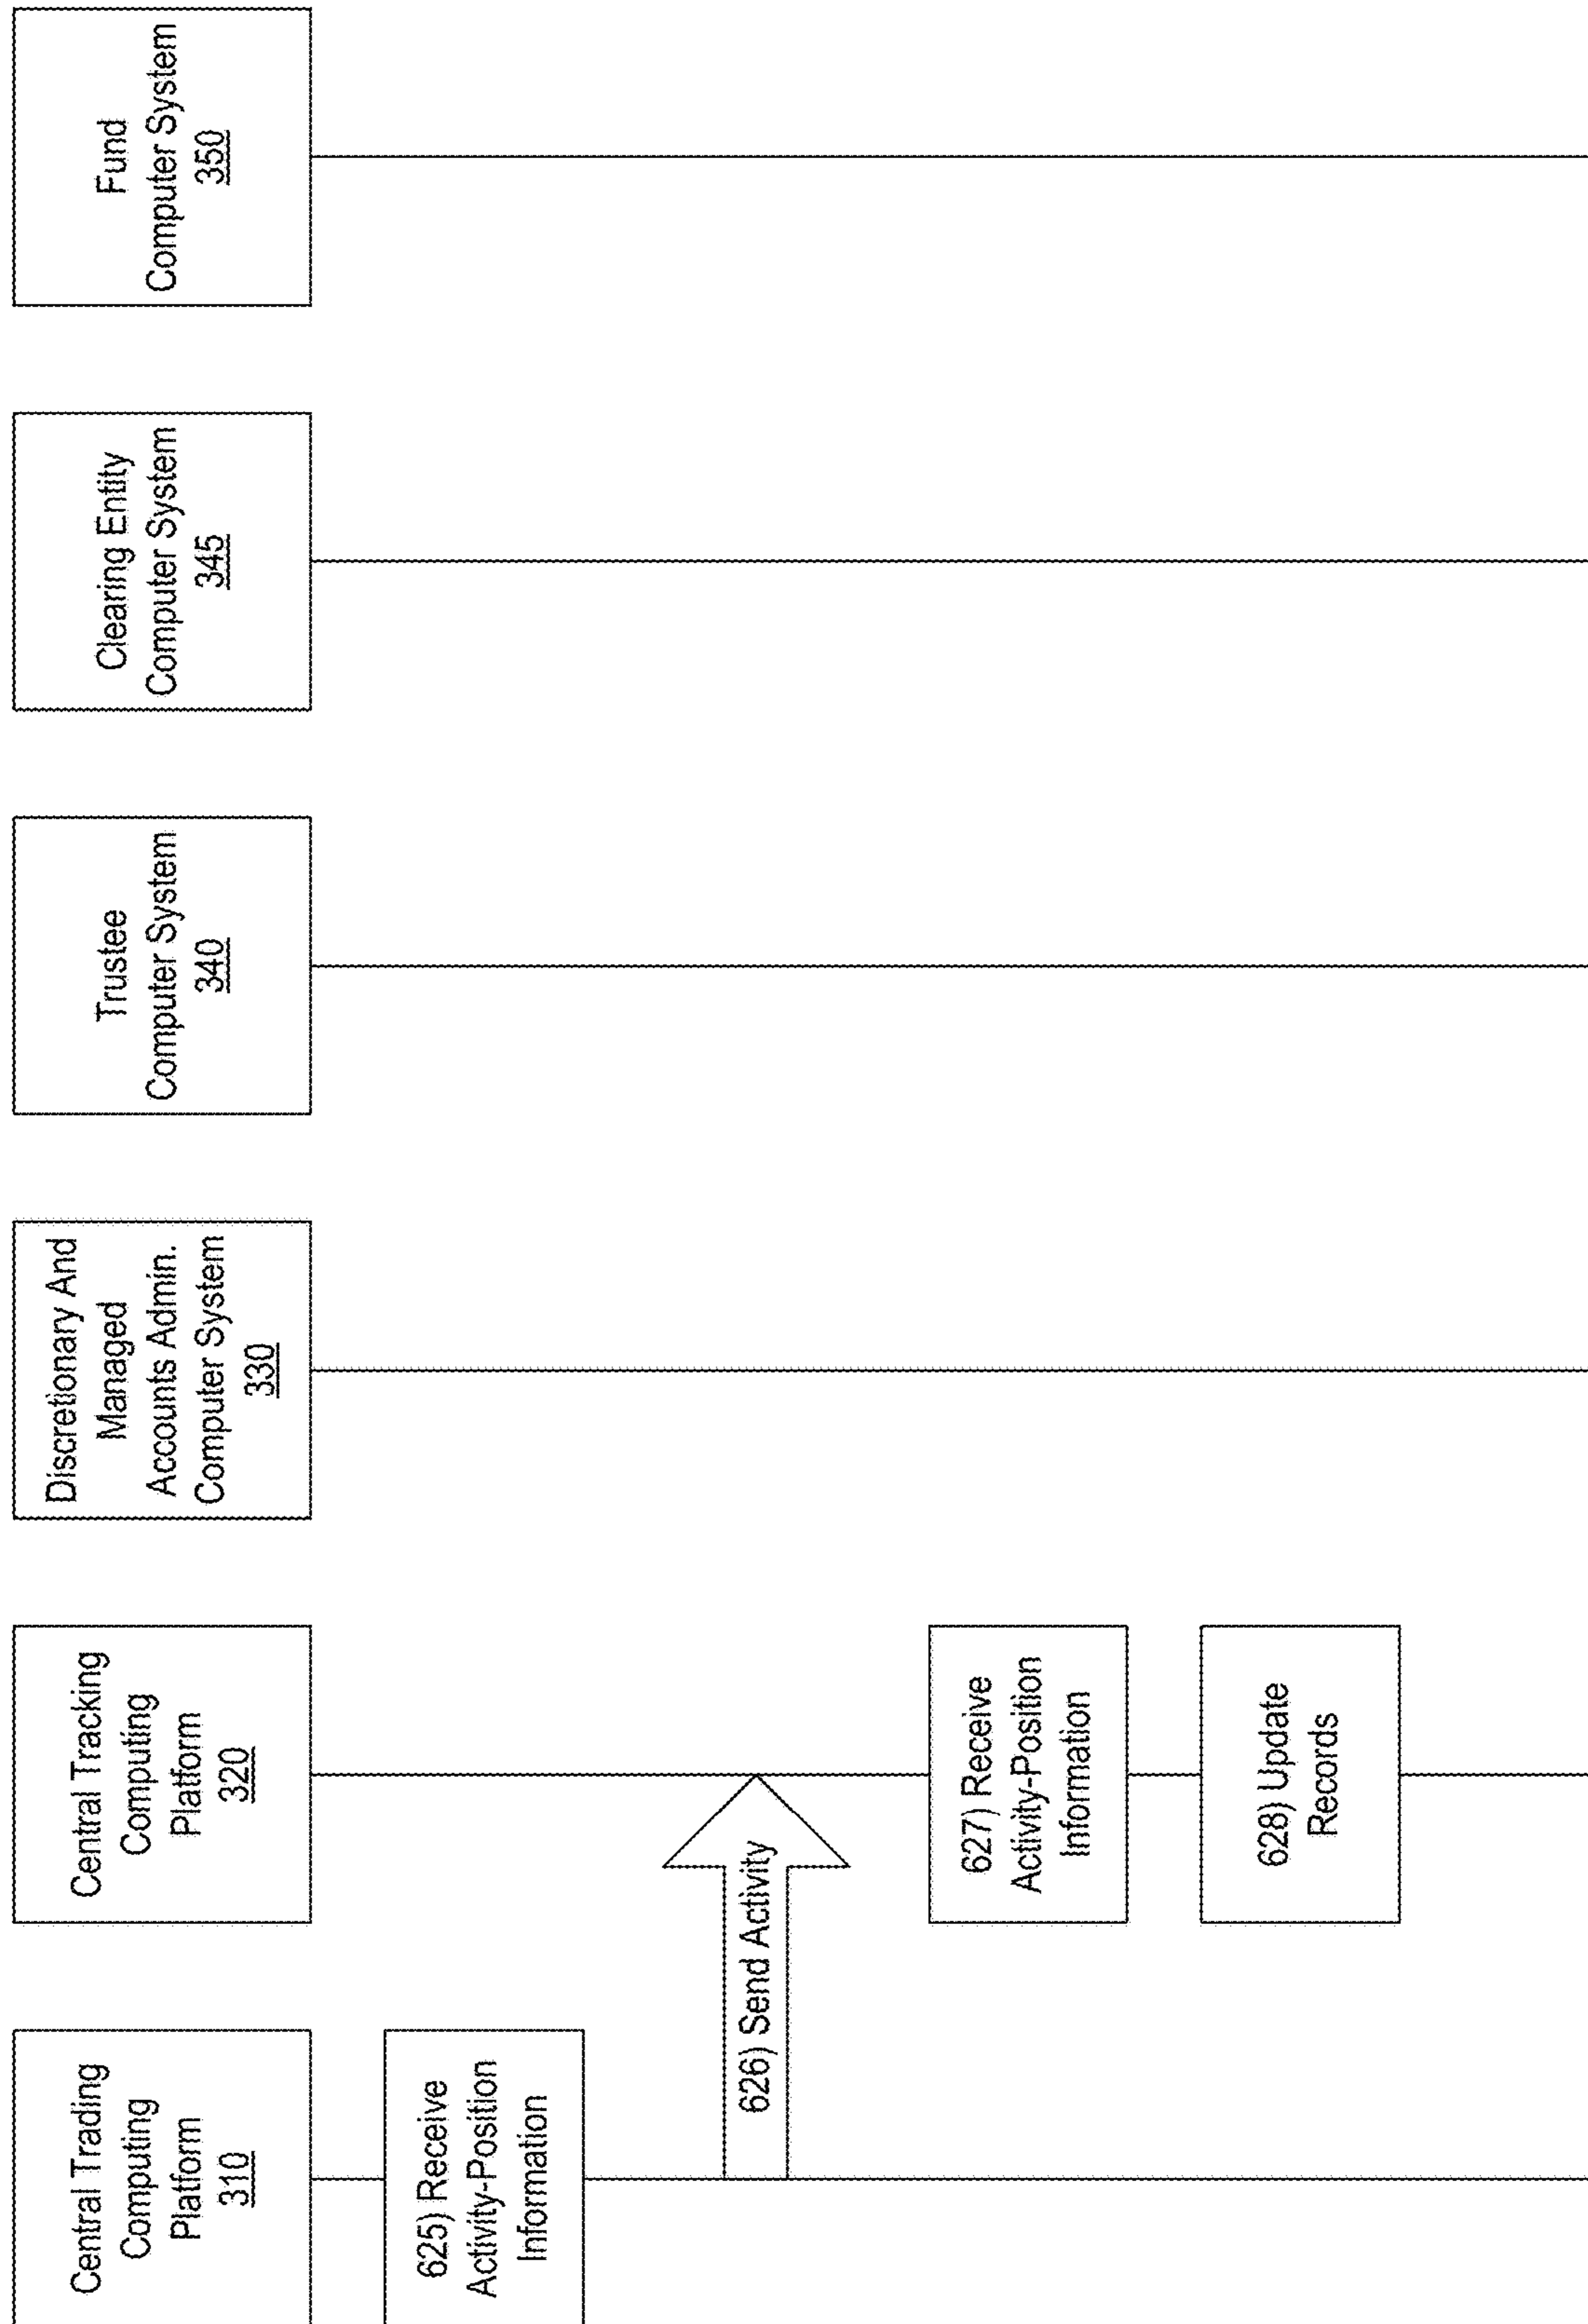 Central Trading
Computing
Platform
310
Central Tracking
Computing
Platform
320
Discretionary And
Managed
Accounts Admin.
Computer System
330
Trustee
Computer System
340
Clearing Entity
Computer System
345
Fund
Computer System
350
625) Receive
Activity-Position
Information
626) Send Activity
627) Receive
Activity-Position
Information
628) Update
Records